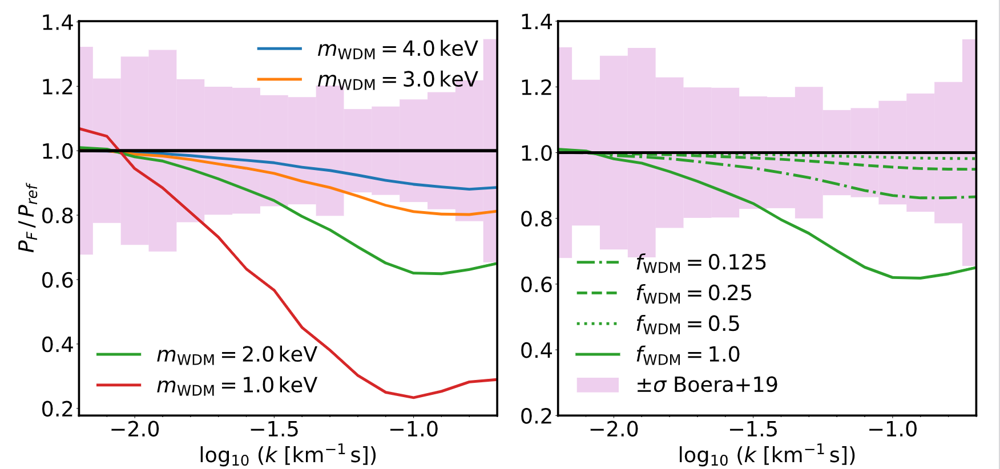 1.4
1.2
1.0
0.8
0.6
0.4
0.2
P_F / P_ref
m_WDM = 4.0 keV
m_WDM = 3.0 keV
m_WDM = 2.0 keV
m_WDM = 1.0 keV
−2.0 −1.5 −1.0
log₁₀ (k [km⁻¹ s])
1.4
1.2
1.0
0.8
0.6
0.4
0.2
f_WDM = 0.125
f_WDM = 0.25
f_WDM = 0.5
f_WDM = 1.0
±σ Boera+19
−2.0 −1.5 −1.0
log₁₀ (k [km⁻¹ s])